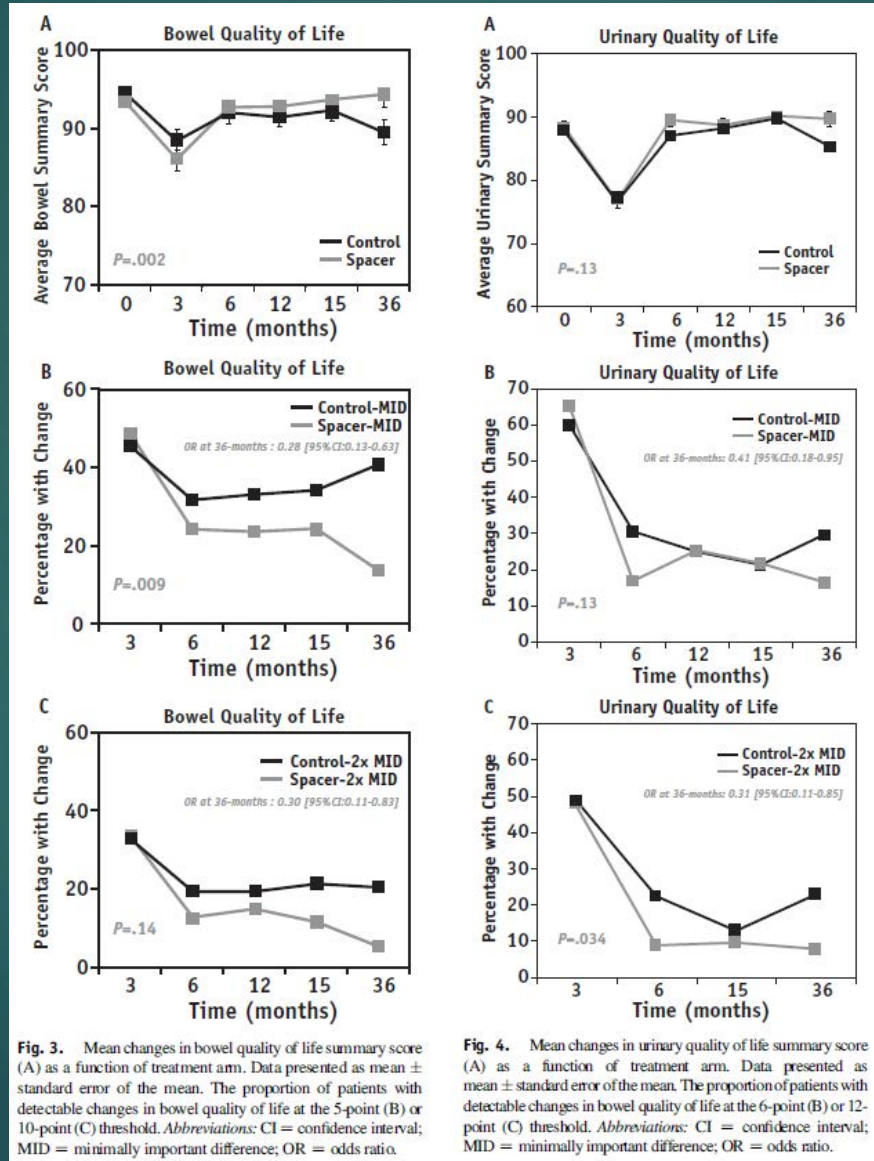 A
Bowel Quality of Life
Average Bowel Summary Score
100
90
80
70
P=.002
Control
Spacer
0 3 6 12 15 36
Time (months)
B
Bowel Quality of Life
Percentage with Change
60
40
20
0
Control-MID
Spacer-MID
OR at 36-months : 0.28 [95%CI:0.13-0.63]
P=.009
3 6 12 15 36
Time (months)
C
Bowel Quality of Life
Percentage with Change
60
40
20
0
Control-2x MID
Spacer-2x MID
OR at 36-months : 0.30 [95%CI:0.11-0.83]
P=.14
3 6 12 15 36
Time (months)
Fig. 3. Mean changes in bowel quality of life summary score
(A) as a function of treatment arm. Data presented as mean ±
standard error of the mean. The proportion of patients with
detectable changes in bowel quality of life at the 5-point (B) or
10-point (C) threshold. Abbreviations: CI = confidence interval;
MID = minimally important difference; OR = odds ratio.
A
Urinary Quality of Life
Average Urinary Summary Score
100
90
80
70
60
Control
Spacer
P=.13
0 3 6 12 15 36
Time (months)
B
Urinary Quality of Life
Percentage with Change
70
60
50
40
30
20
10
0
Control-MID
Spacer-MID
OR at 36-months: 0.41 [95%CI:0.18-0.95]
P=.13
3 6 12 15 36
Time (months)
C
Urinary Quality of Life
Percentage with Change
70
60
50
40
30
20
10
0
Control-2x MID
Spacer-2x MID
OR at 36-months: 0.31 [95%CI:0.11-0.85]
P=.034
3 6 15 36
Time (months)
Fig. 4. Mean changes in urinary quality of life summary score
(A) as a function of treatment arm. Data presented as
mean ± standard error of the mean. The proportion of patients with
detectable changes in bowel quality of life at the 6-point (B) or 12-
point (C) threshold. Abbreviations: CI = confidence interval;
MID = minimally important difference; OR = odds ratio.